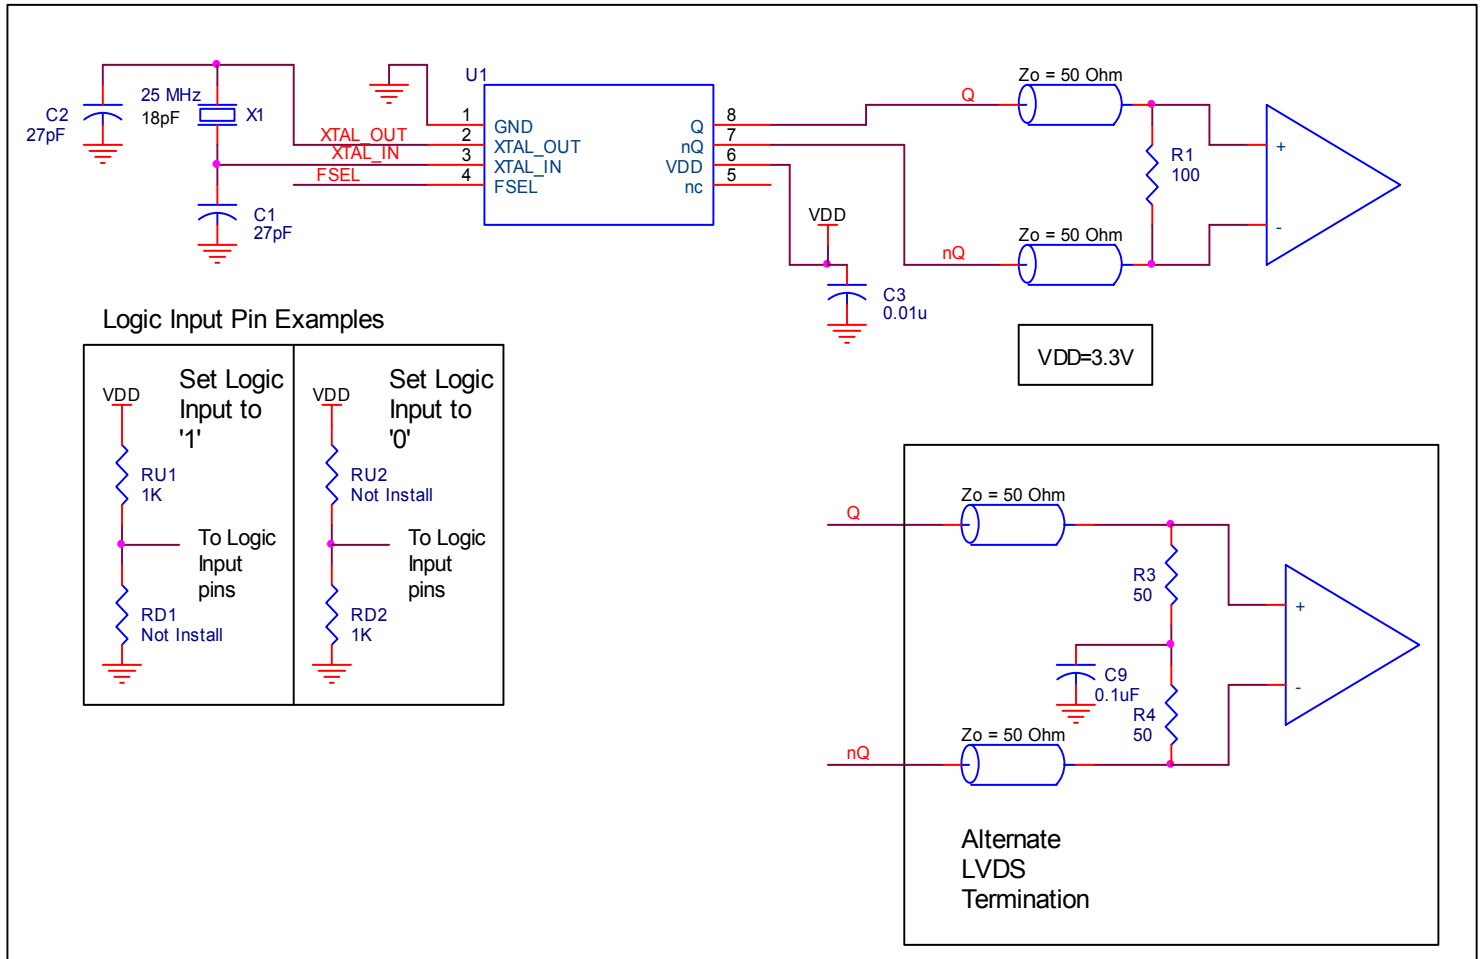 U1
C2
27pF
25 MHz
18pF
X1
XTAL_OUT
XTAL_IN
FSEL
1
2
3
4
GND
XTAL_OUT
XTAL_IN
FSEL
Q
nQ
VDD
nc
8
7
6
5
C1
27pF
VDD
C3
0.01u
Q
Zo = 50 Ohm
R1
100
+
-
nQ
Zo = 50 Ohm
VDD=3.3V
Logic Input Pin Examples
VDD
Set Logic
Input to
'1'
RU1
1K
To Logic
Input
pins
RD1
Not Install
VDD
Set Logic
Input to
'0'
RU2
Not Install
To Logic
Input
pins
RD2
1K
Q
Zo = 50 Ohm
R3
50
+
-
C9
0.1uF
R4
50
nQ
Zo = 50 Ohm
Alternate
LVDS
Termination